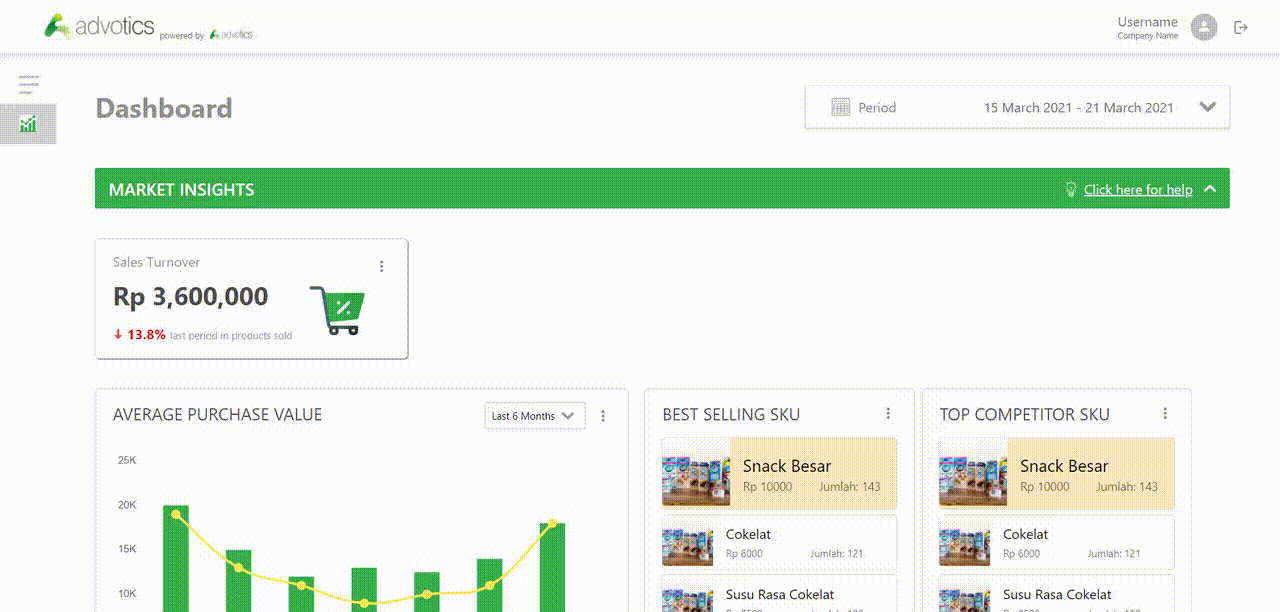 advotics powered by advotics
Username
Company Name
Dashboard
Period 15 March 2021 - 21 March 2021
MARKET INSIGHTS
Click here for help
Sales Turnover
Rp 3,600,000
13.8% last period in products sold
AVERAGE PURCHASE VALUE
Last 6 Months
25K
20K
15K
10K
BEST SELLING SKU
Snack Besar
Rp 10000 Jumlah: 143
Cokelat
Rp 6000 Jumlah: 121
Susu Rasa Cokelat
TOP COMPETITOR SKU
Snack Besar
Rp 10000 Jumlah: 143
Cokelat
Rp 6000 Jumlah: 121
Susu Rasa Cokelat